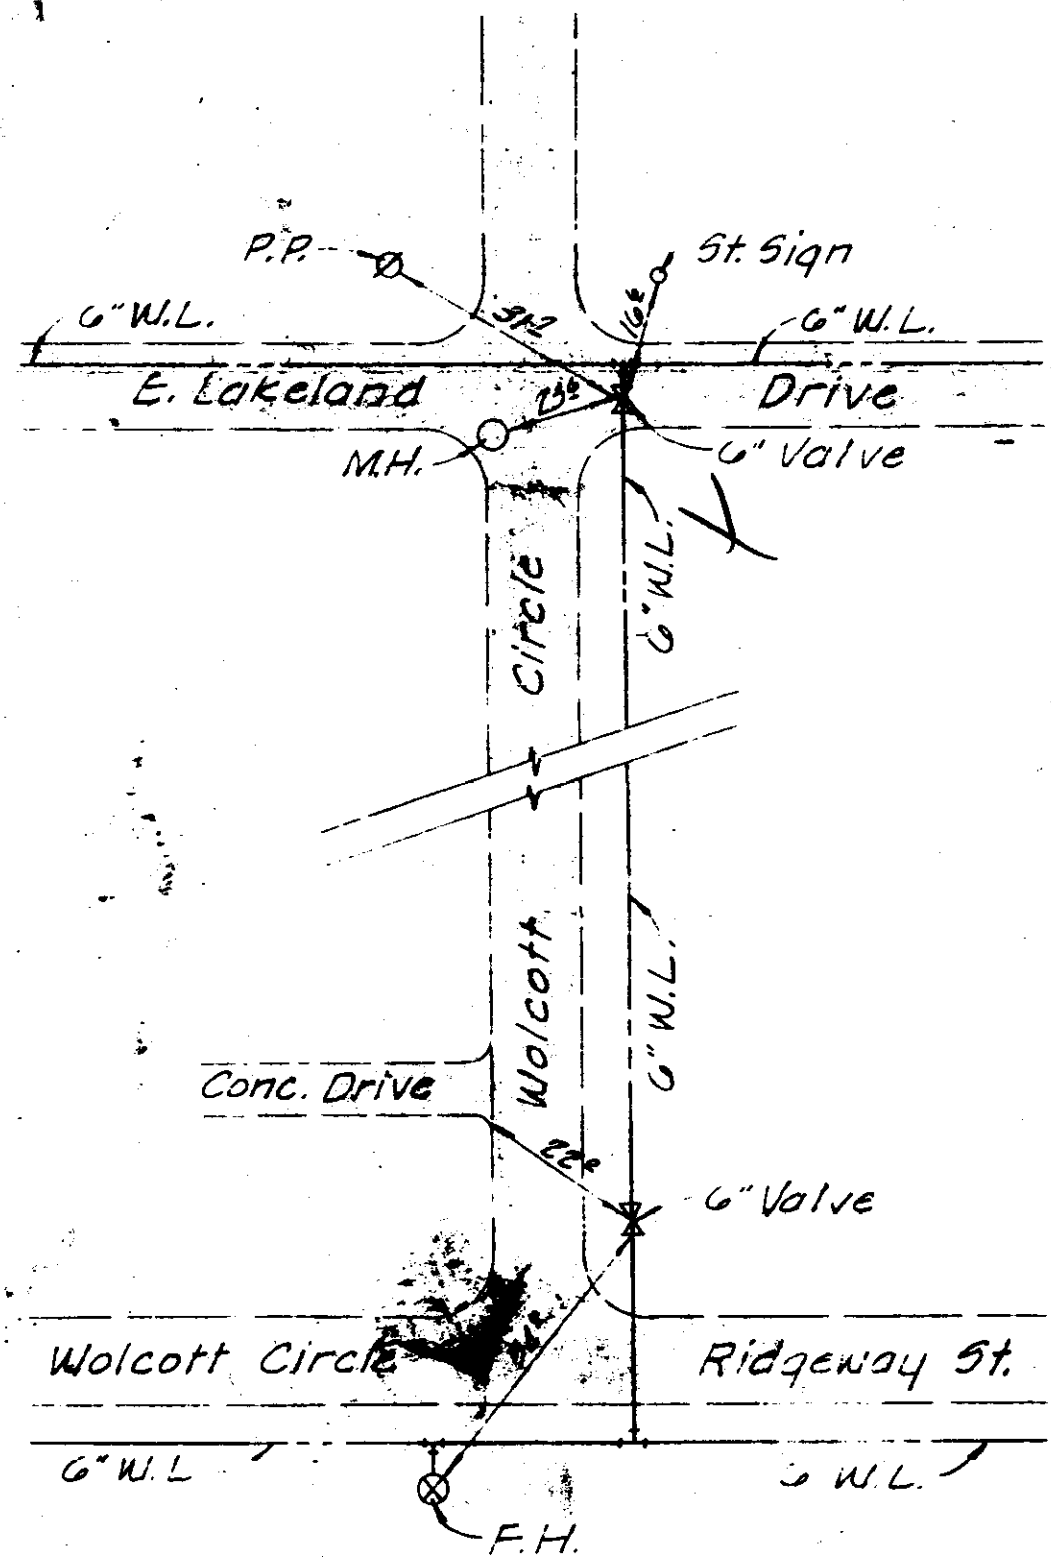 P.P.
St. Sign
6" W.L.
6" W.L.
E. Lakeland Drive
M.H.
6" Valve
6" W.L.
Circle
Wolcott
6" W.L.
Conc. Drive
6" Valve
Wolcott Circle
Ridgeway St.
6" W.L.
6 W.L.
F.H.